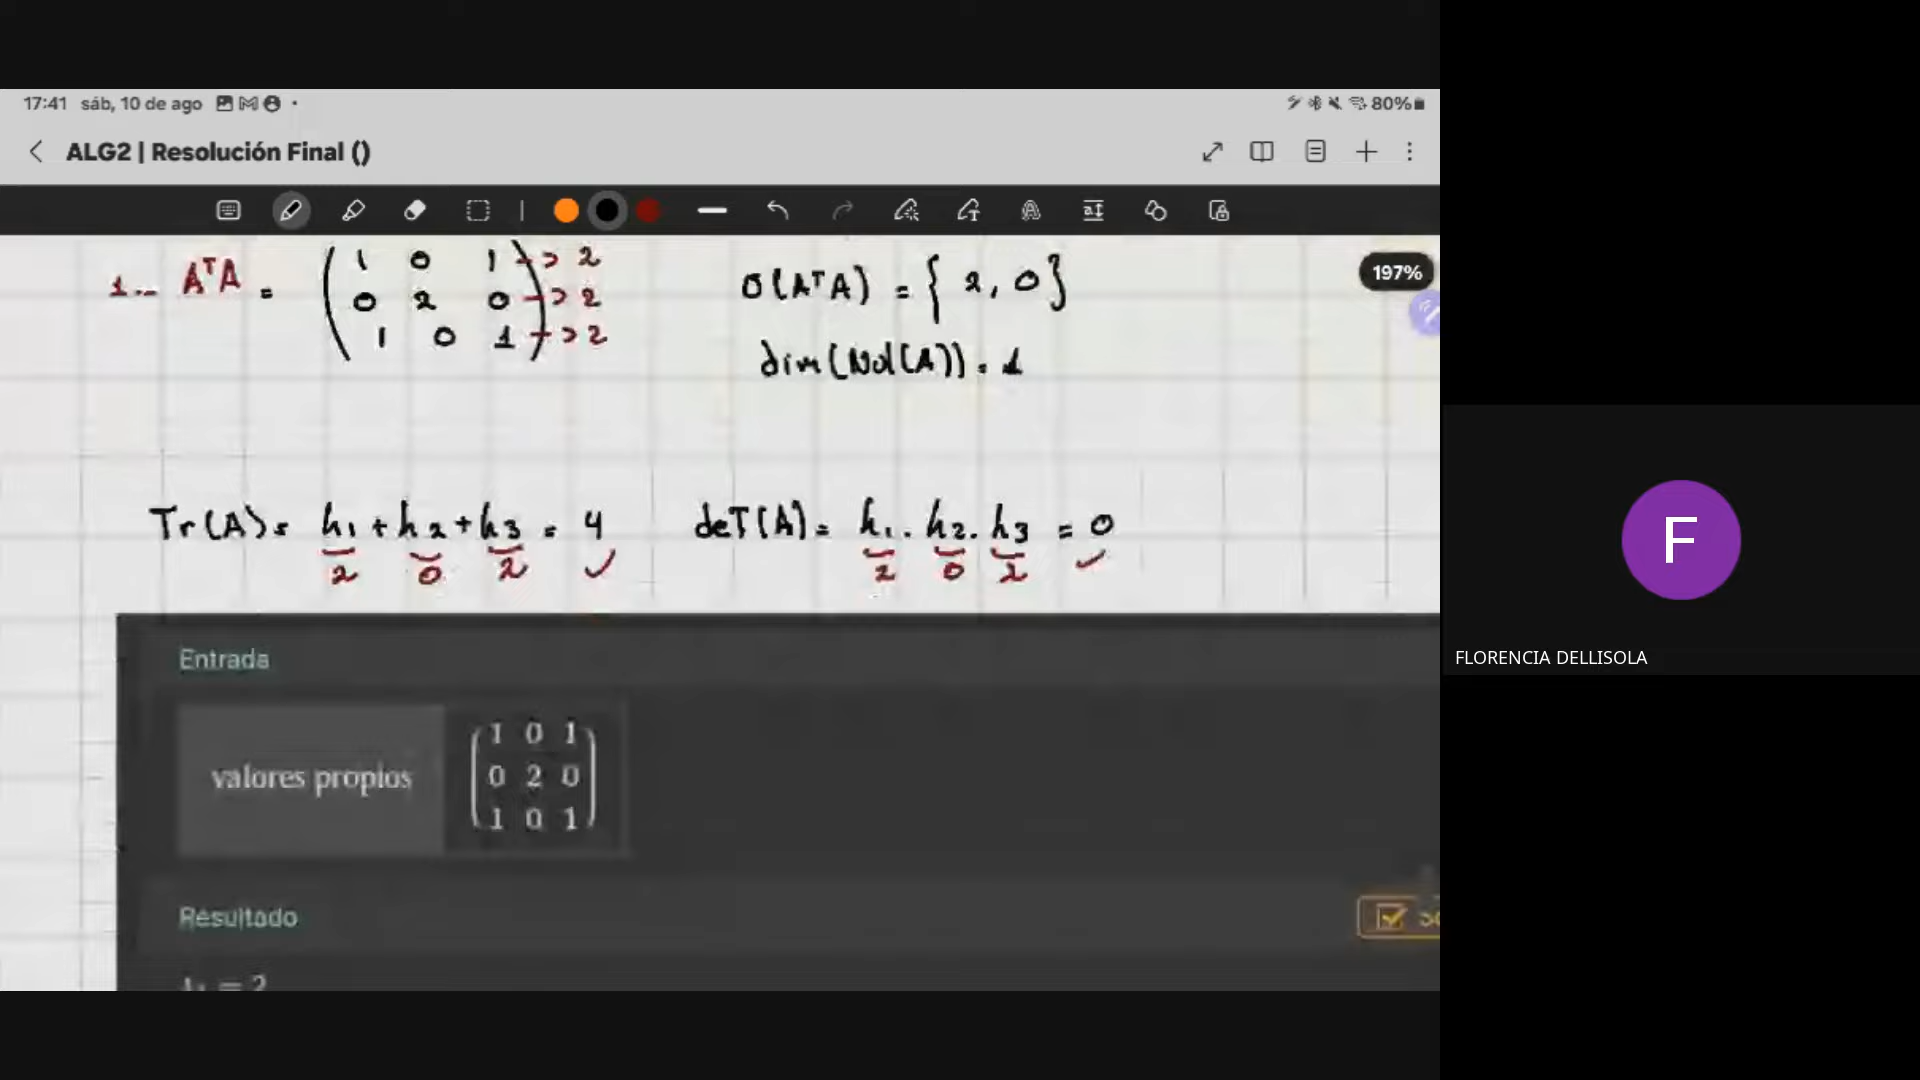 17:41 sáb, 10 de ago
80%
ALG2 | Resolución Final ()
197%
1.- AᵀA = ( 1 0 1 ) -> 2
0 2 0 -> 2
1 0 1 -> 2
σ(AᵀA) = { 2, 0 }
dim(Nul(A)) = 1
Tr(A) = λ1 + λ2 + λ3 = 4 ✓
2 0 2
deT(A) = λ1 . λ2 . λ3 = 0 ✓
2 0 2
Entrada
valores propios
1 0 1
0 2 0
1 0 1
Resultado
F
FLORENCIA DELLISOLA